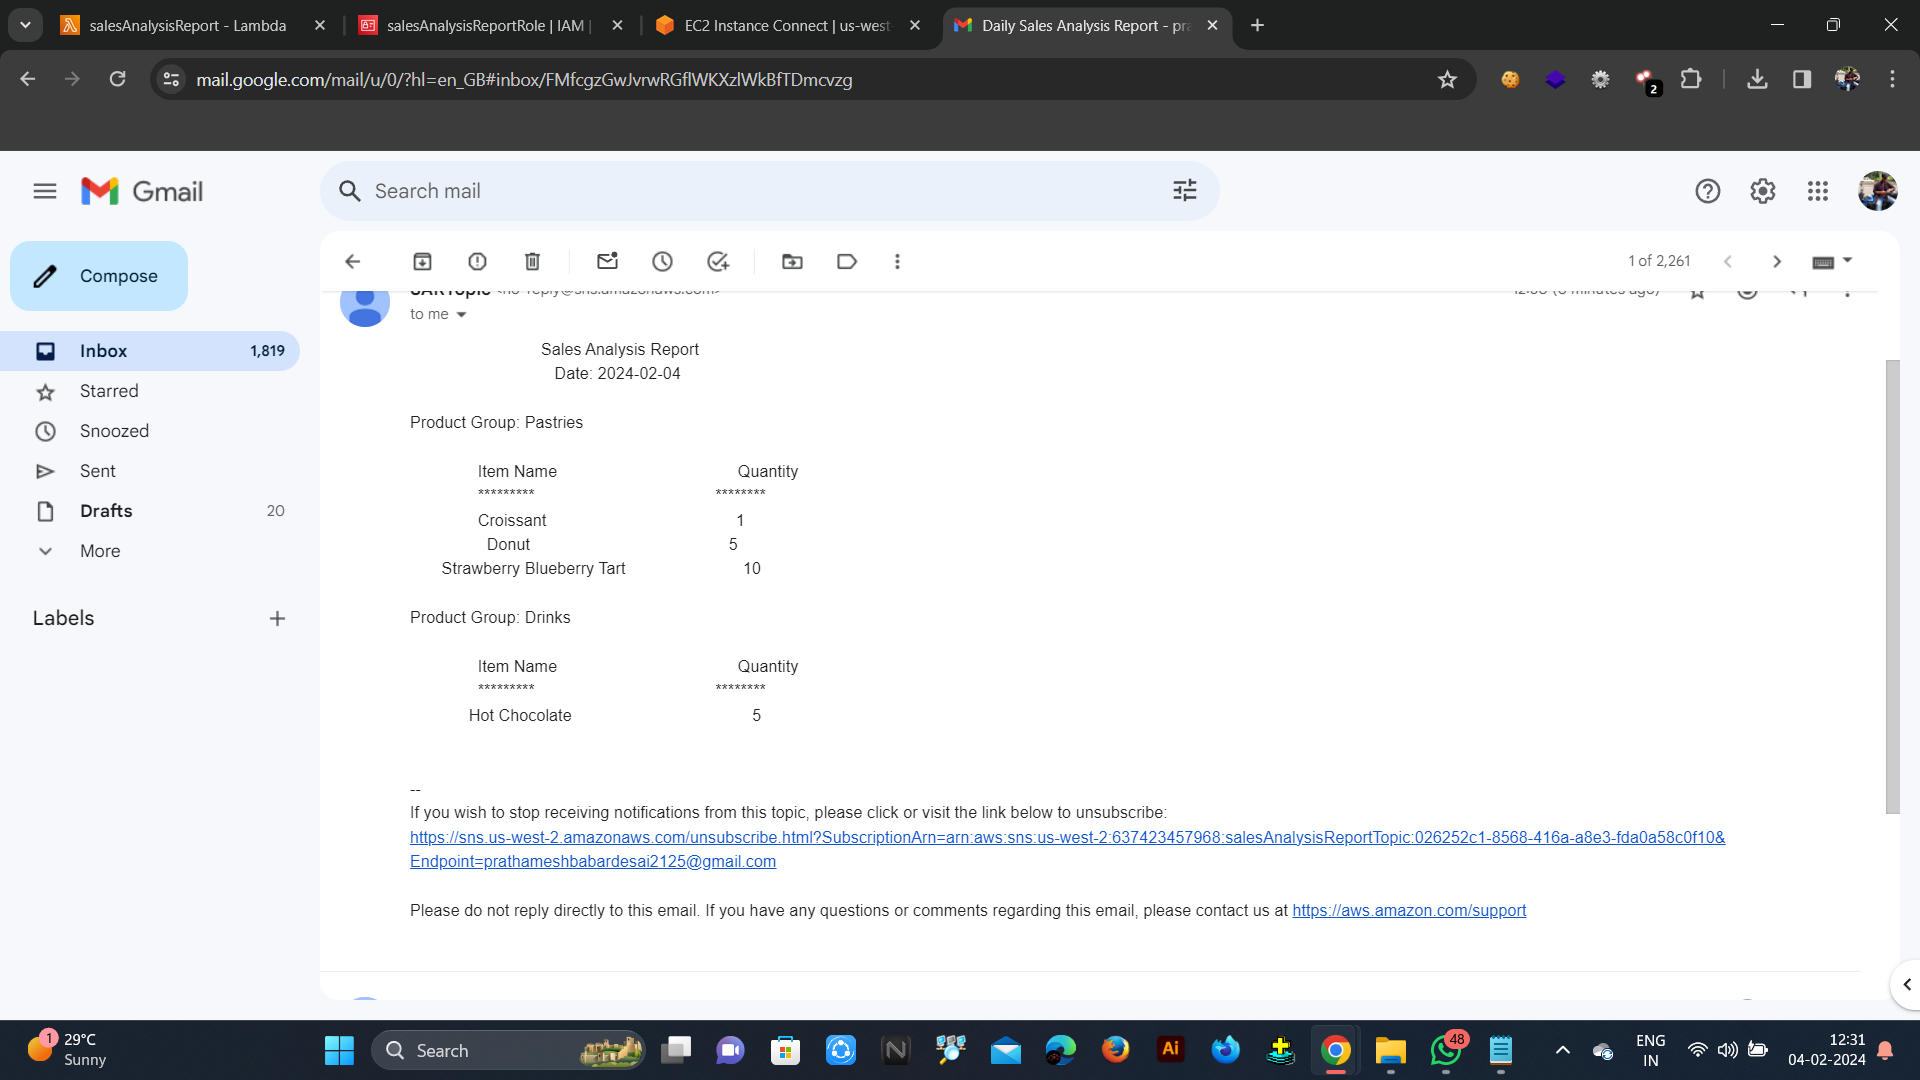 salesAnalysisReport - Lambda
salesAnalysisReportRole | IAM |
EC2 Instance Connect | us-west-
Daily Sales Analysis Report - pra
mail.google.com/mail/u/0/?hl=en_GB#inbox/FMfcgzGwJvrwRGflWKXzlWkBfTDmcvzg
2
Gmail
Search mail
Compose
1 of 2,261
to me
Inbox 1,819
Starred
Snoozed
Sent
Drafts 20
More
Labels
Sales Analysis Report
Date: 2024-02-04
Product Group: Pastries
Item Name Quantity
********* ********
Croissant 1
Donut 5
Strawberry Blueberry Tart 10
Product Group: Drinks
Item Name Quantity
********* ********
Hot Chocolate 5
--
If you wish to stop receiving notifications from this topic, please click or visit the link below to unsubscribe:
https://sns.us-west-2.amazonaws.com/unsubscribe.html?SubscriptionArn=arn:aws:sns:us-west-2:637423457968:salesAnalysisReportTopic:026252c1-8568-416a-a8e3-fda0a58c0f10&
Endpoint=prathameshbabardesai2125@gmail.com
Please do not reply directly to this email. If you have any questions or comments regarding this email, please contact us at https://aws.amazon.com/support
1
29°C
Sunny
Search
Ai
48
ENG
IN
12:31
04-02-2024